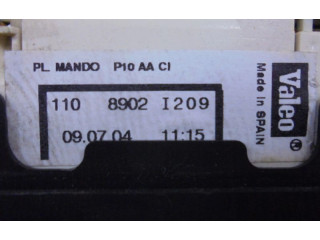 PL. MANDO P10 AA CI
110 8902 I209
09.07.04 11:15
Valeo
Made in SPAIN